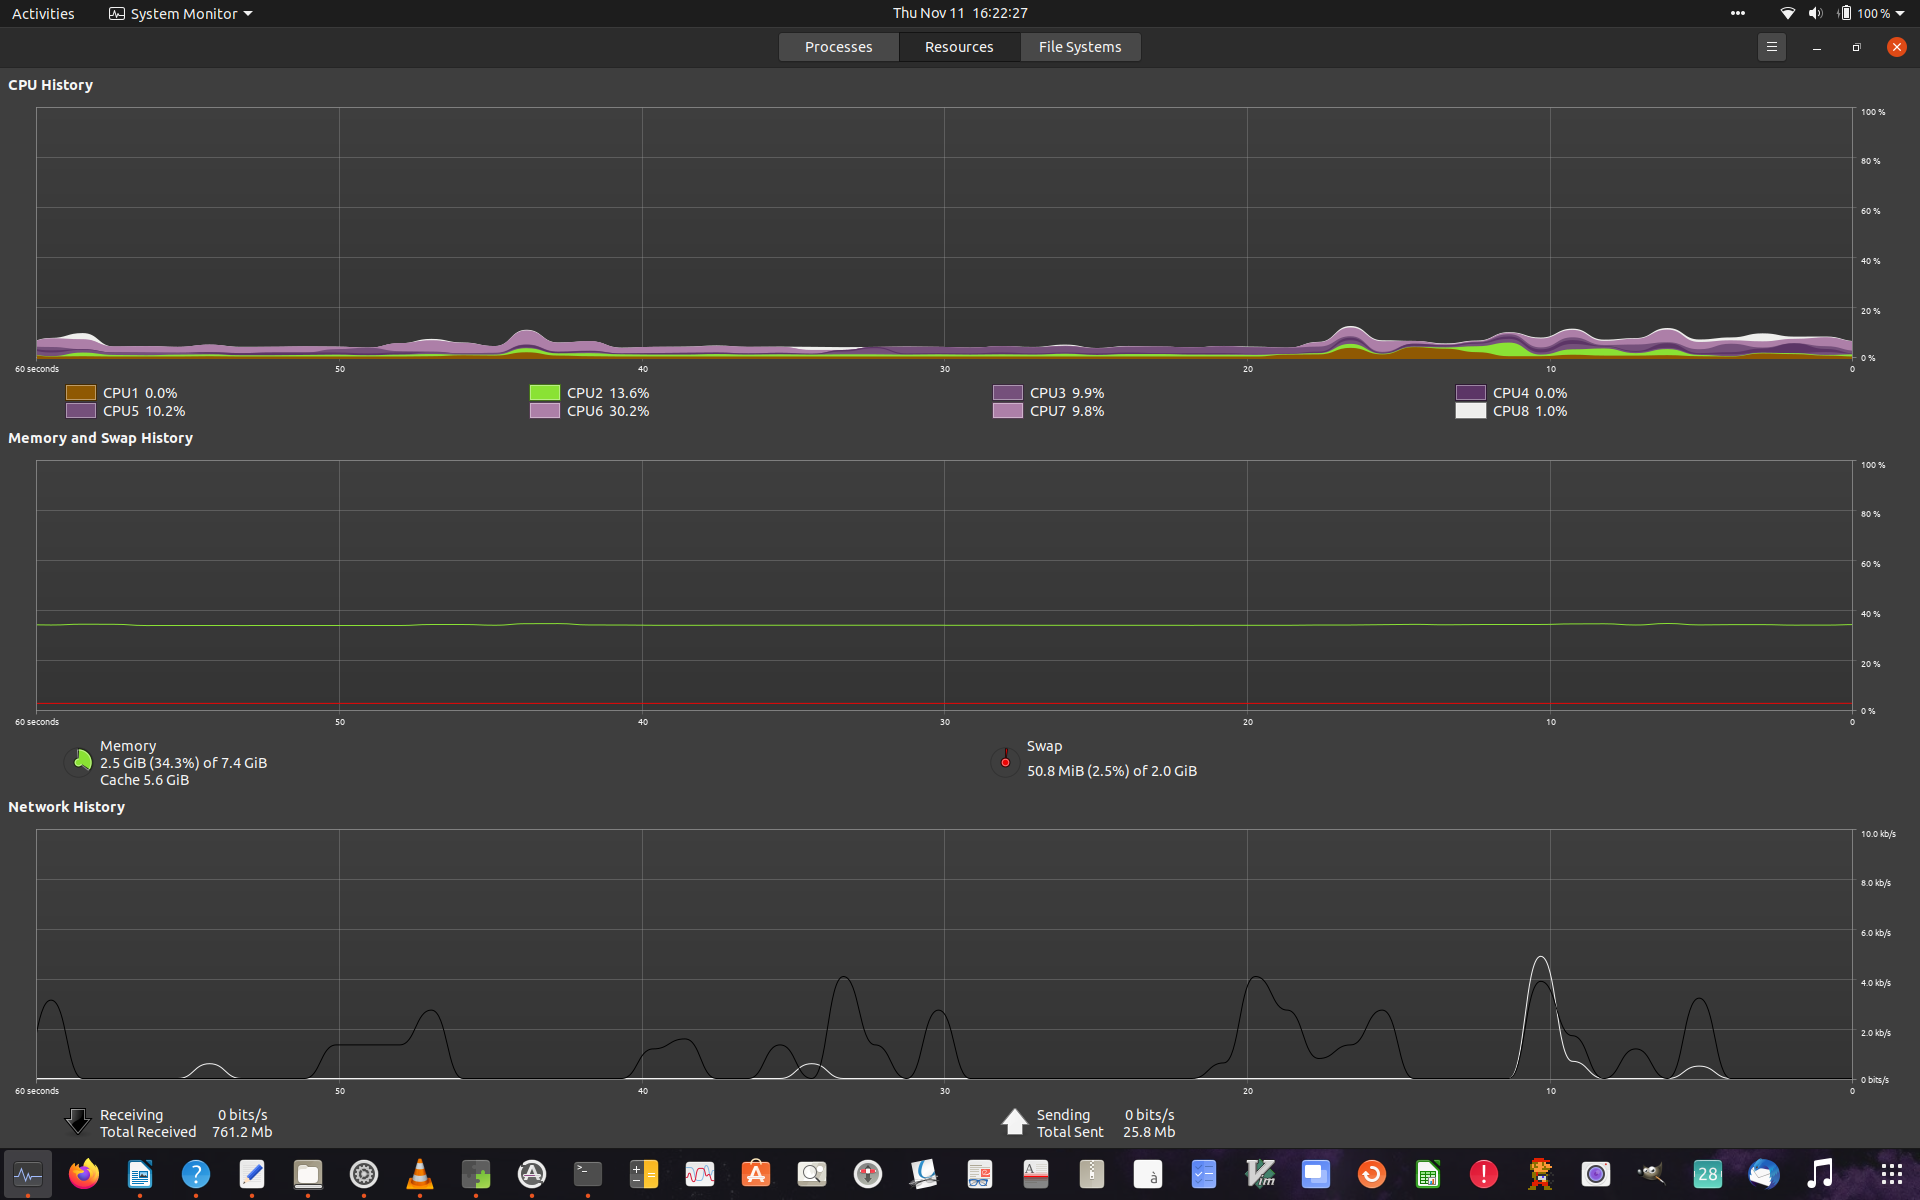 Activities System Monitor Thu Nov 11 16:22:27 100 %
Processes Resources File Systems
CPU History
100 %
80 %
60 %
40 %
20 %
0 %
60 seconds 50 40 30 20 10 0
CPU1 0.0% CPU2 13.6% CPU3 9.9% CPU4 0.0%
CPU5 10.2% CPU6 30.2% CPU7 9.8% CPU8 1.0%
Memory and Swap History
100 %
80 %
60 %
40 %
20 %
0 %
60 seconds 50 40 30 20 10 0
Memory
2.5 GiB (34.3%) of 7.4 GiB
Cache 5.6 GiB
Swap
50.8 MiB (2.5%) of 2.0 GiB
Network History
10.0 kb/s
8.0 kb/s
6.0 kb/s
4.0 kb/s
2.0 kb/s
0 bits/s
60 seconds 50 40 30 20 10 0
Receiving 0 bits/s
Total Received 761.2 Mb
Sending 0 bits/s
Total Sent 25.8 Mb
? >_ A à Vim ! 28